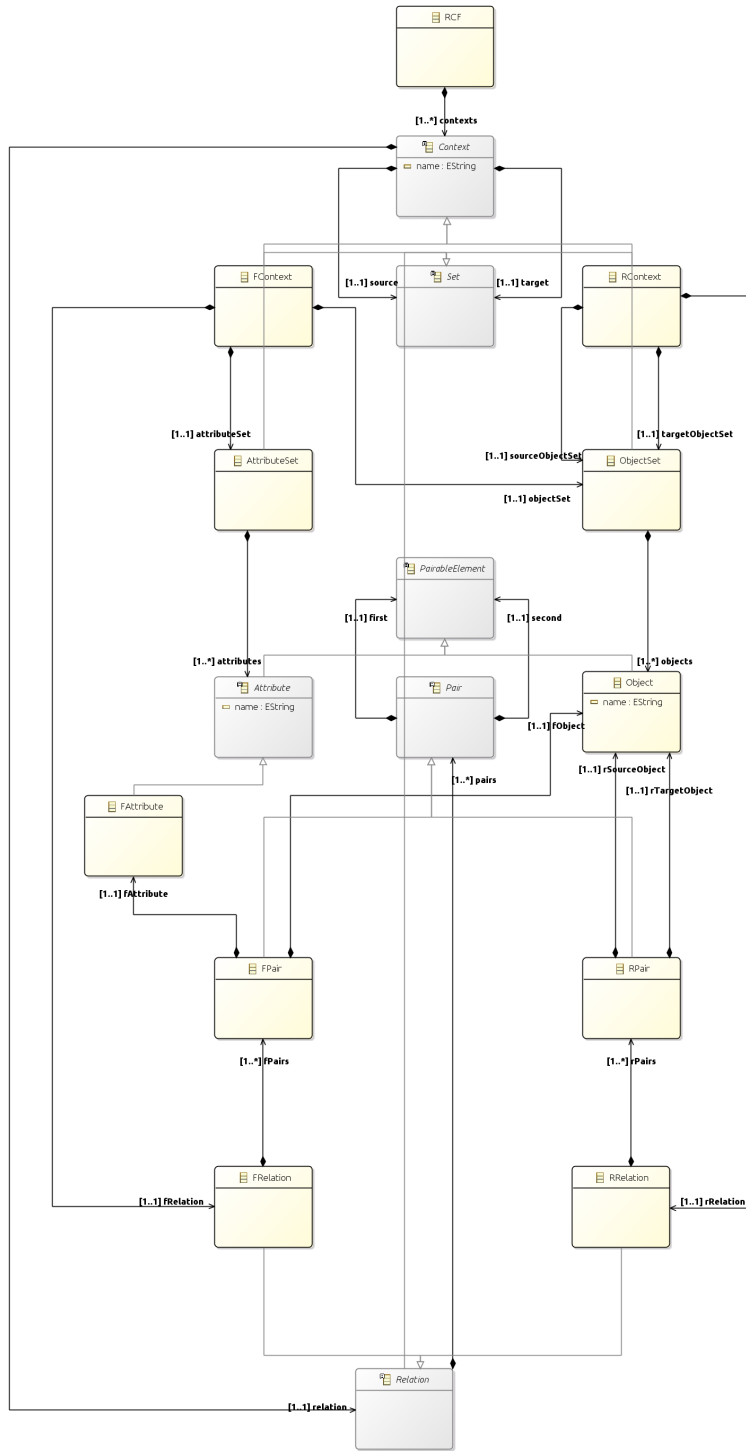 RCF
[1..*] contexts
Context
name : EString
FContext
Set
RContext
[1..1] source
[1..1] target
[1..1] attributeSet
[1..1] targetObjectSet
[1..1] sourceObjectSet
AttributeSet
ObjectSet
[1..1] objectSet
PairableElement
[1..1] first
[1..1] second
[1..*] attributes
[1..*] objects
Attribute
name : EString
Pair
Object
name : EString
[1..1] fObject
[1..1] rSourceObject
[1..*] pairs
[1..1] rTargetObject
FAttribute
[1..1] fAttribute
FPair
RPair
[1..*] fPairs
[1..*] rPairs
FRelation
RRelation
[1..1] fRelation
[1..1] rRelation
Relation
[1..1] relation